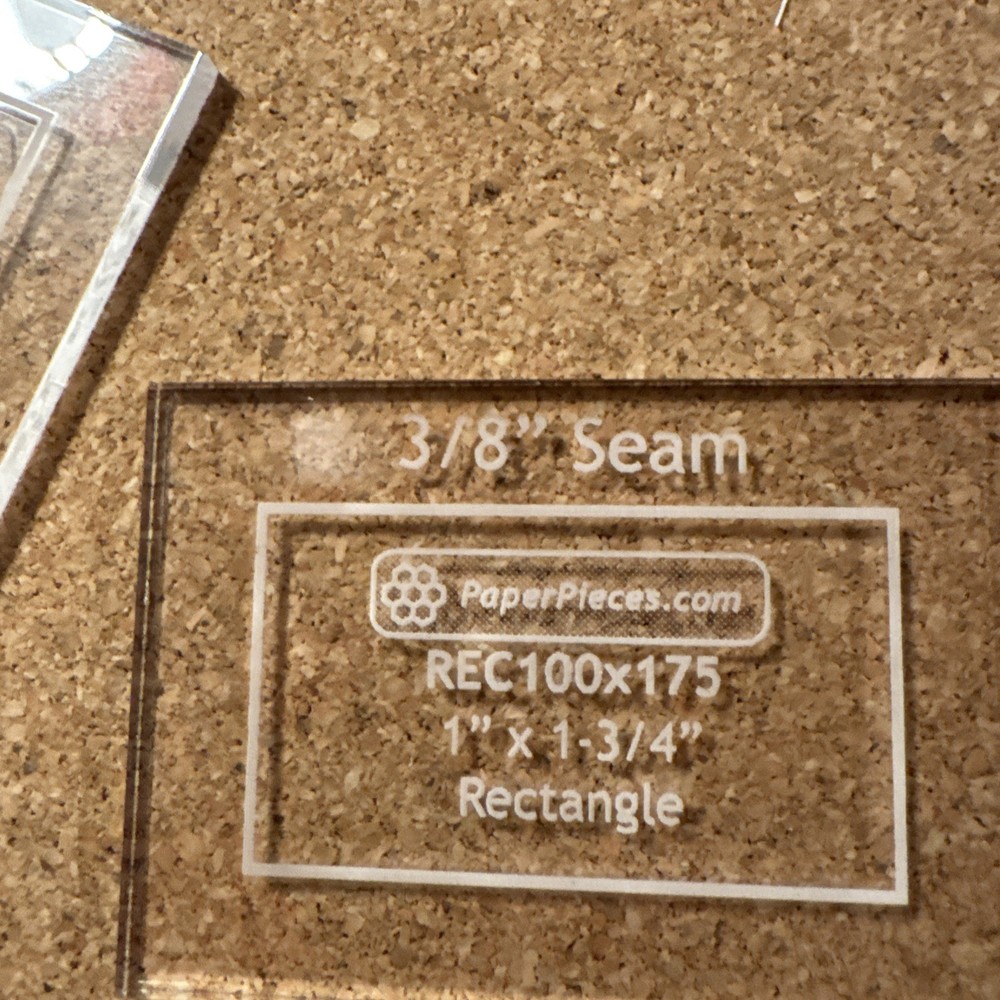 3/8” Seam
PaperPieces.com
REC100x175
1” x 1-3/4”
Rectangle